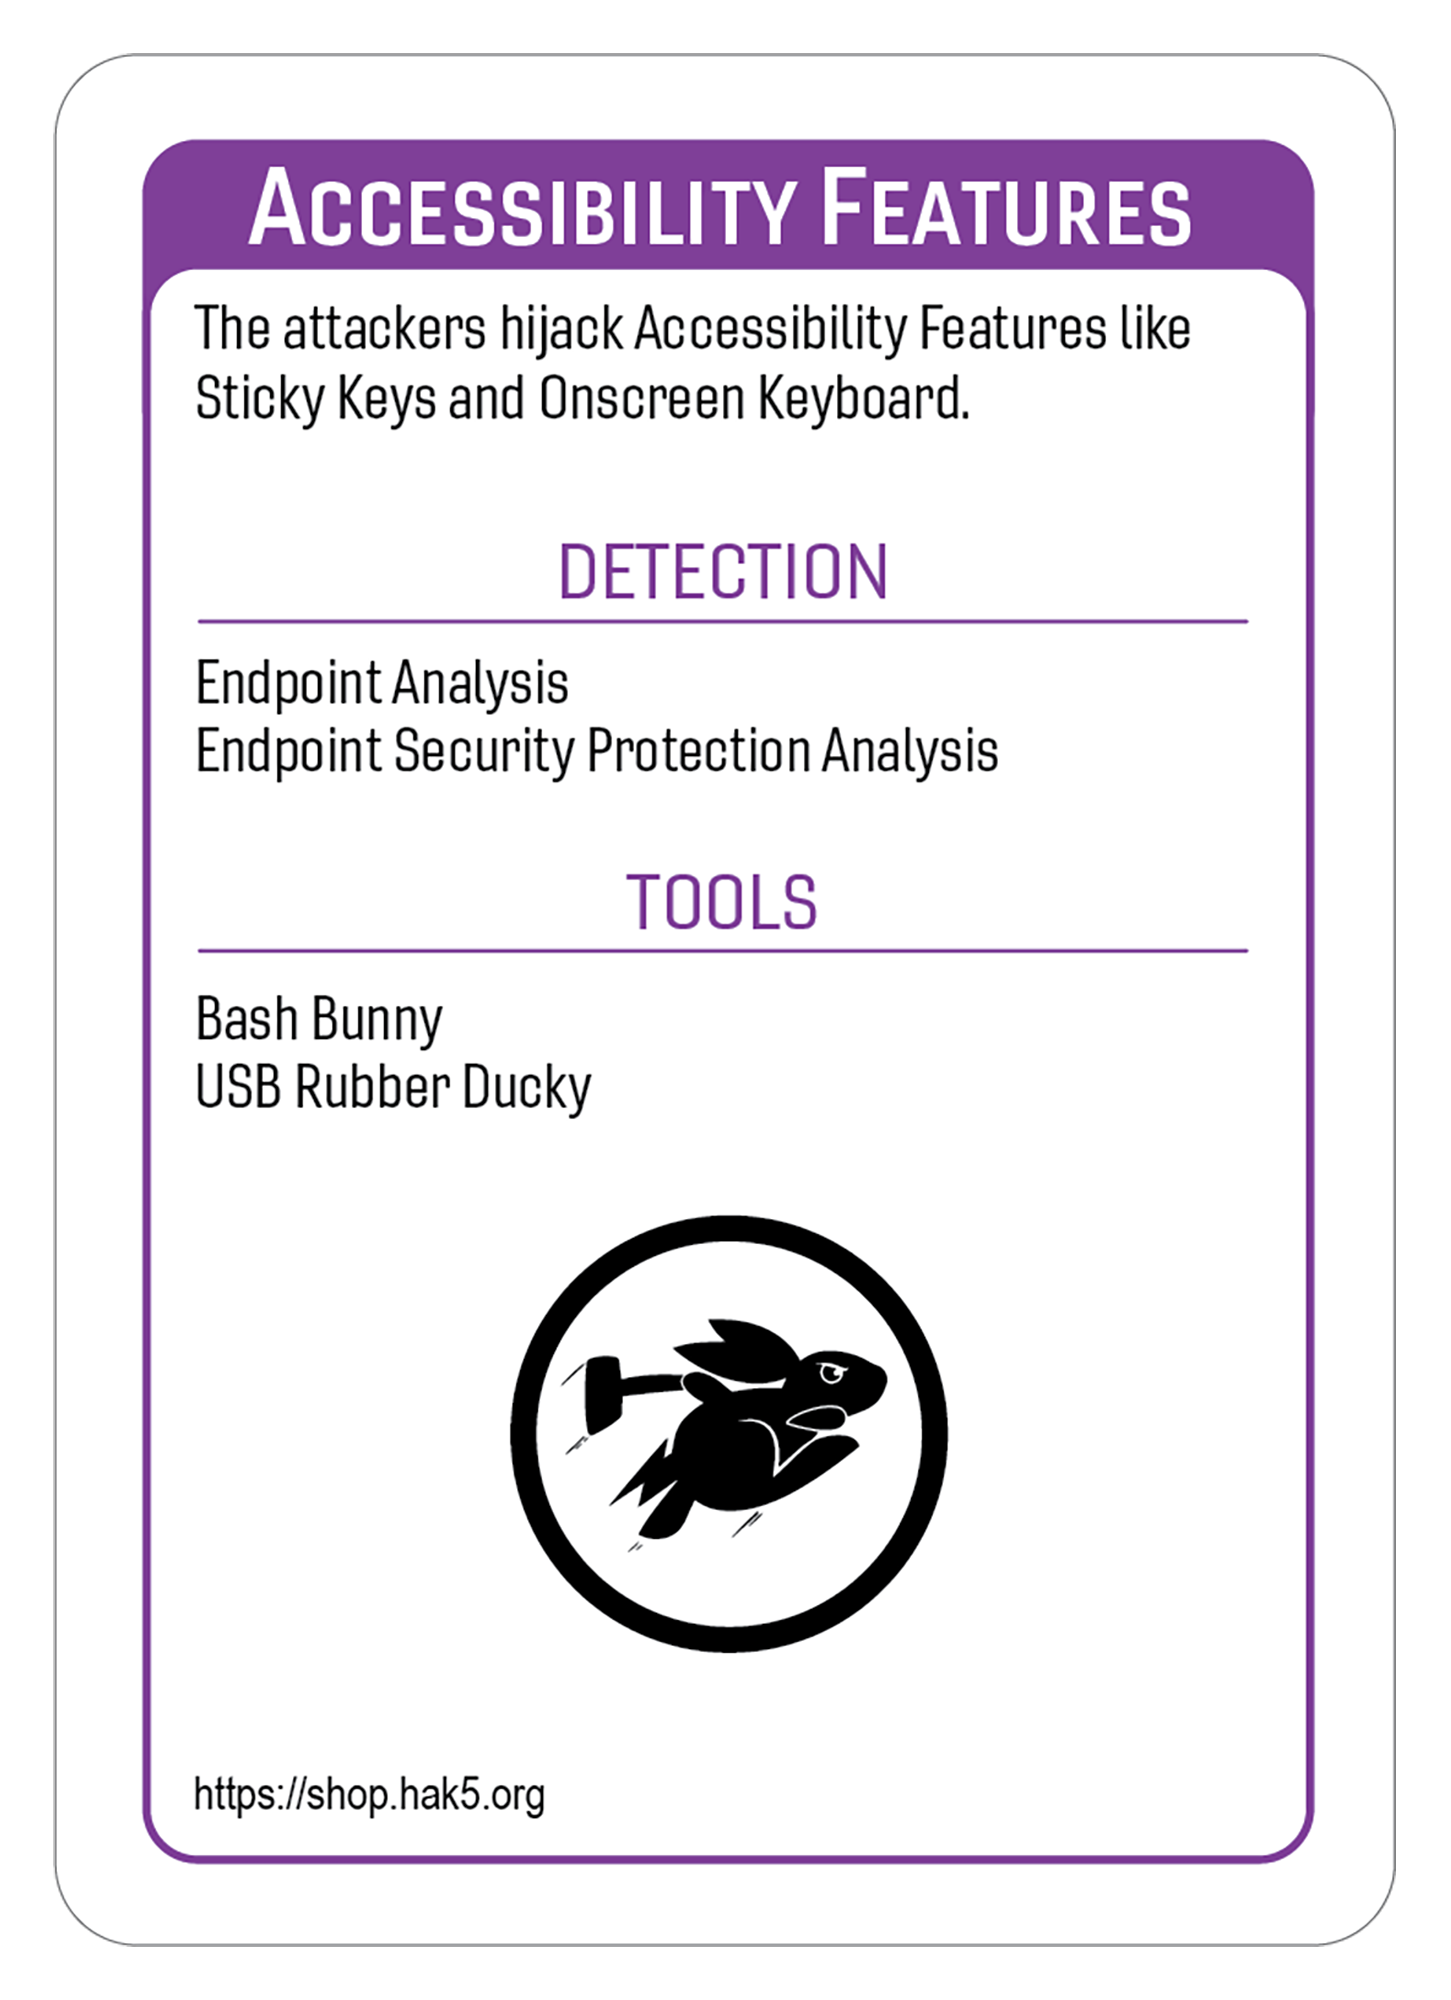 ACCESSIBILITY FEATURES
The attackers hijack Accessibility Features like
Sticky Keys and Onscreen Keyboard.
DETECTION
Endpoint Analysis
Endpoint Security Protection Analysis
TOOLS
Bash Bunny
USB Rubber Ducky
https://shop.hak5.org